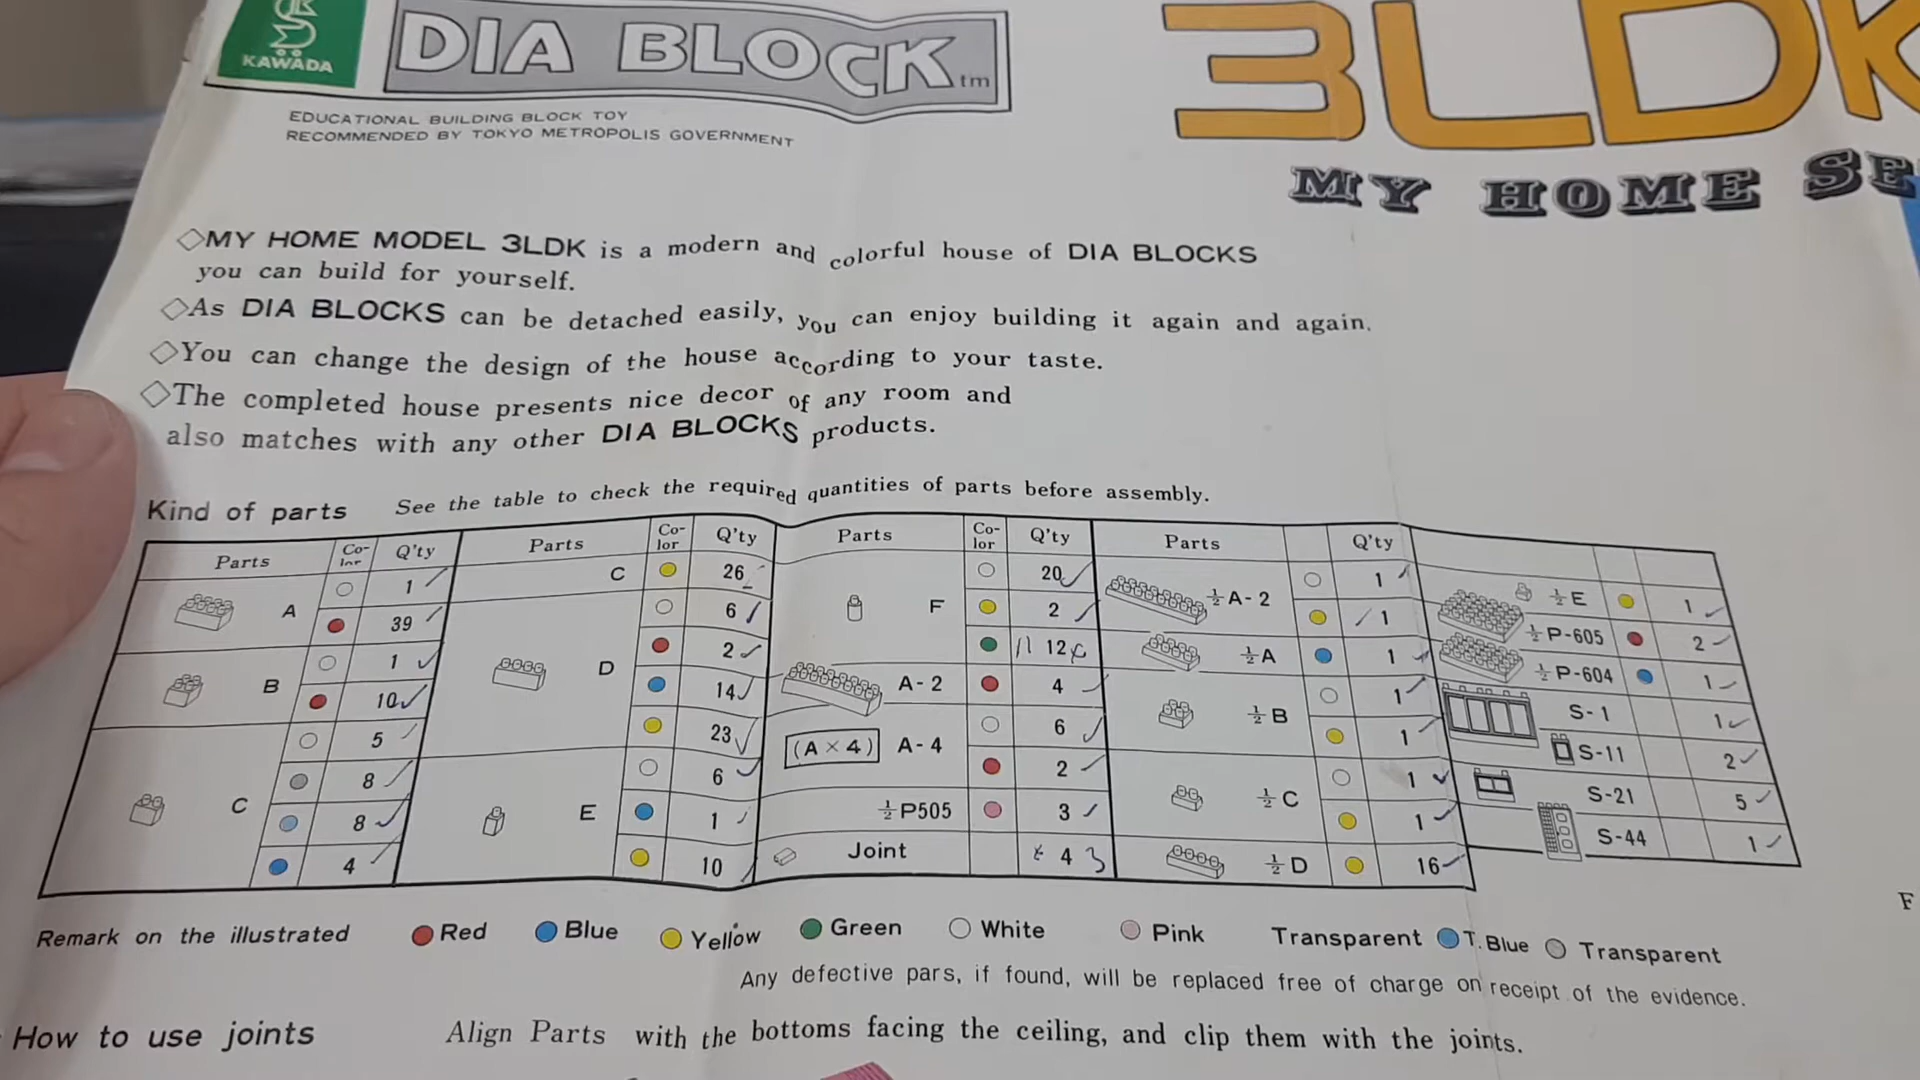 KAWADA
DIA BLOCK tm
3LDK
EDUCATIONAL BUILDING BLOCK TOY
RECOMMENDED BY TOKYO METROPOLIS GOVERNMENT
MY HOME SE
◇MY HOME MODEL 3LDK is a modern and colorful house of DIA BLOCKS
you can build for yourself.
◇As DIA BLOCKS can be detached easily, you can enjoy building it again and again.
◇You can change the design of the house according to your taste.
◇The completed house presents nice decor of any room and
also matches with any other DIA BLOCKS products.
Kind of parts See the table to check the required quantities of parts before assembly.
Parts Co-lor Q'ty
A 1
39
B 1
10
C 5
8
8
4
Parts Co-lor Q'ty
C 26
D 6
2
14
23
E 6
1
10
Parts Co-lor Q'ty
F 20
2
11 12
A-2 4
(A×4) A-4 6
2
½P505 3
Joint 4 3
Parts Q'ty
½A-2 1
1
½A 1
½B 1
1
½C 1
1
½D 16
½E 1
½P-605 2
½P-604 1
S-1 1
S-11 2
S-21 5
S-44 1
Remark on the illustrated Red Blue Yellow Green White Pink Transparent T. Blue Transparent
Any defective pars, if found, will be replaced free of charge on receipt of the evidence.
F
How to use joints Align Parts with the bottoms facing the ceiling, and clip them with the joints.